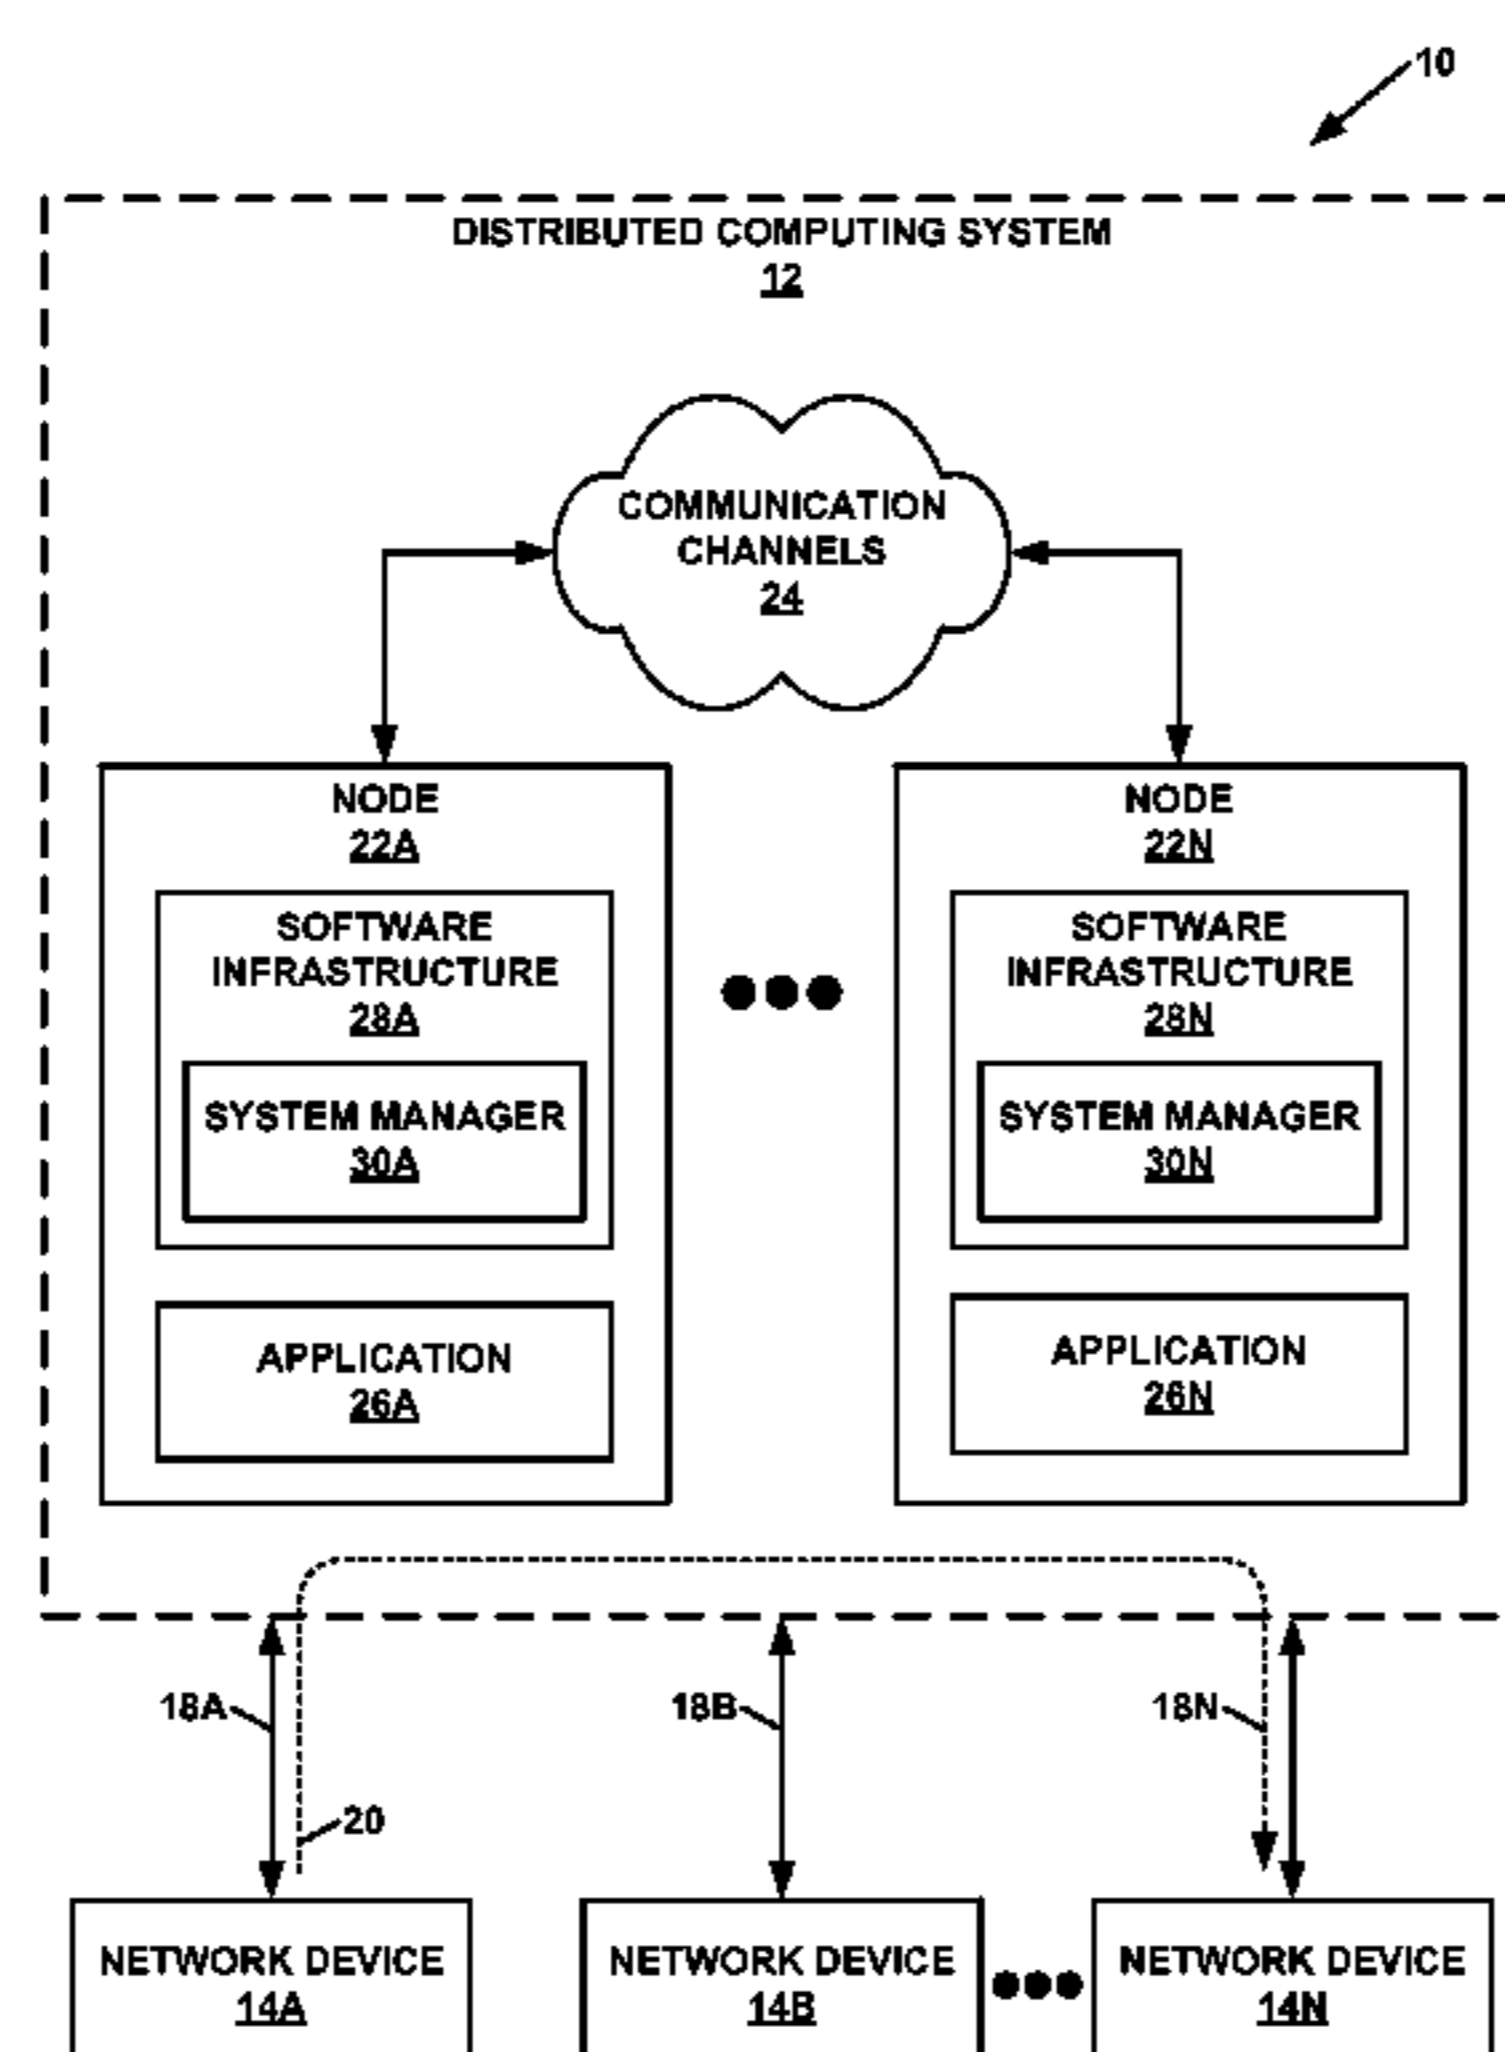 10
DISTRIBUTED COMPUTING SYSTEM
12
COMMUNICATION
CHANNELS
24
NODE
22A
SOFTWARE
INFRASTRUCTURE
28A
SYSTEM MANAGER
30A
APPLICATION
26A
NODE
22N
SOFTWARE
INFRASTRUCTURE
28N
SYSTEM MANAGER
30N
APPLICATION
26N
18A
18B
18N
20
NETWORK DEVICE
14A
NETWORK DEVICE
14B
NETWORK DEVICE
14N